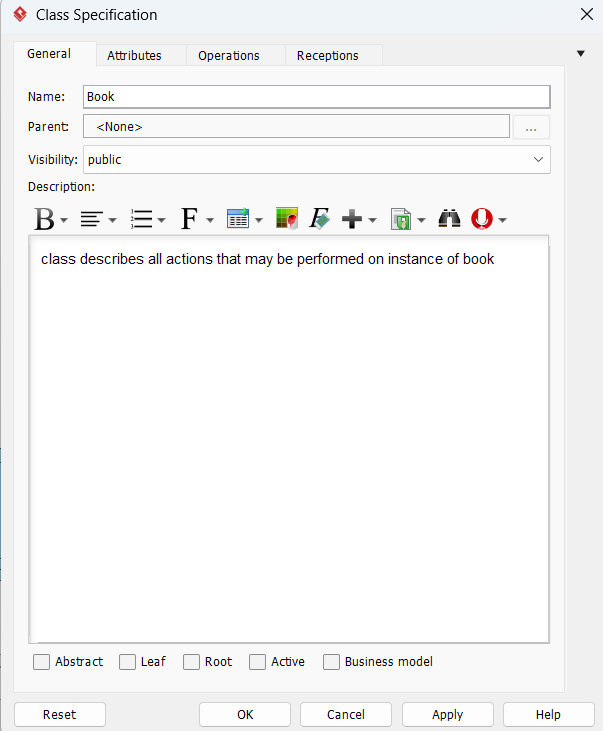 Class Specification
General Attributes Operations Receptions
Name: Book
Parent: <None> ...
Visibility: public
Description:
B F F
class describes all actions that may be performed on instance of book
Abstract Leaf Root Active Business model
Reset OK Cancel Apply Help